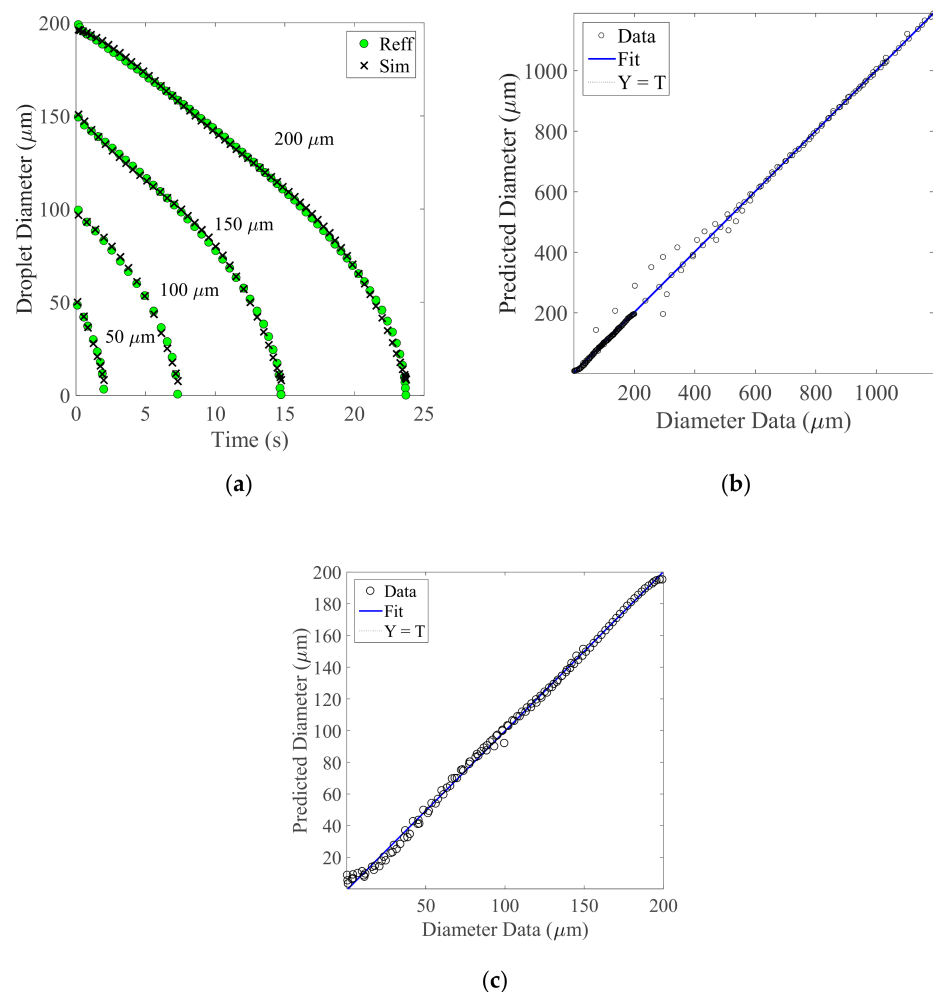 200
150
100
50
0
Droplet Diameter (μm)
Reff
Sim
200 μm
150 μm
100 μm
50 μm
0 5 10 15 20 25
Time (s)
(a)
1000
800
600
400
200
Predicted Diameter (μm)
Data
Fit
Y = T
200 400 600 800 1000
Diameter Data (μm)
(b)
200
180
160
140
120
100
80
60
40
20
Predicted Diameter (μm)
Data
Fit
Y = T
50 100 150 200
Diameter Data (μm)
(c)